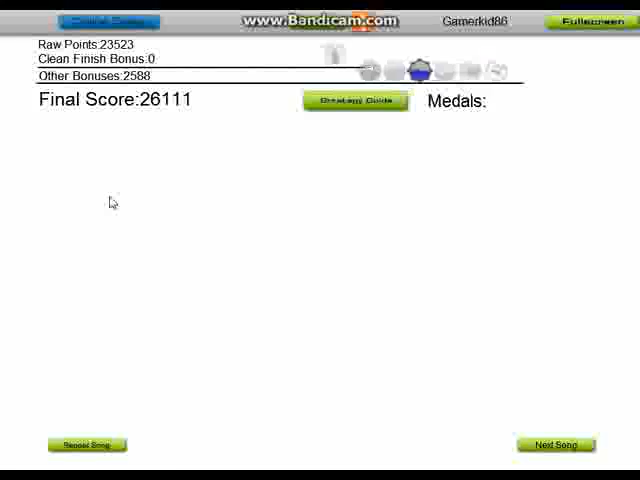 www.Bandicam.com
Gamerkid86
Fullscreen
Raw Points:23523
Clean Finish Bonus:0
Other Bonuses:2588
Final Score:26111
Strategy Guide
Medals:
Repeat Song
Next Song